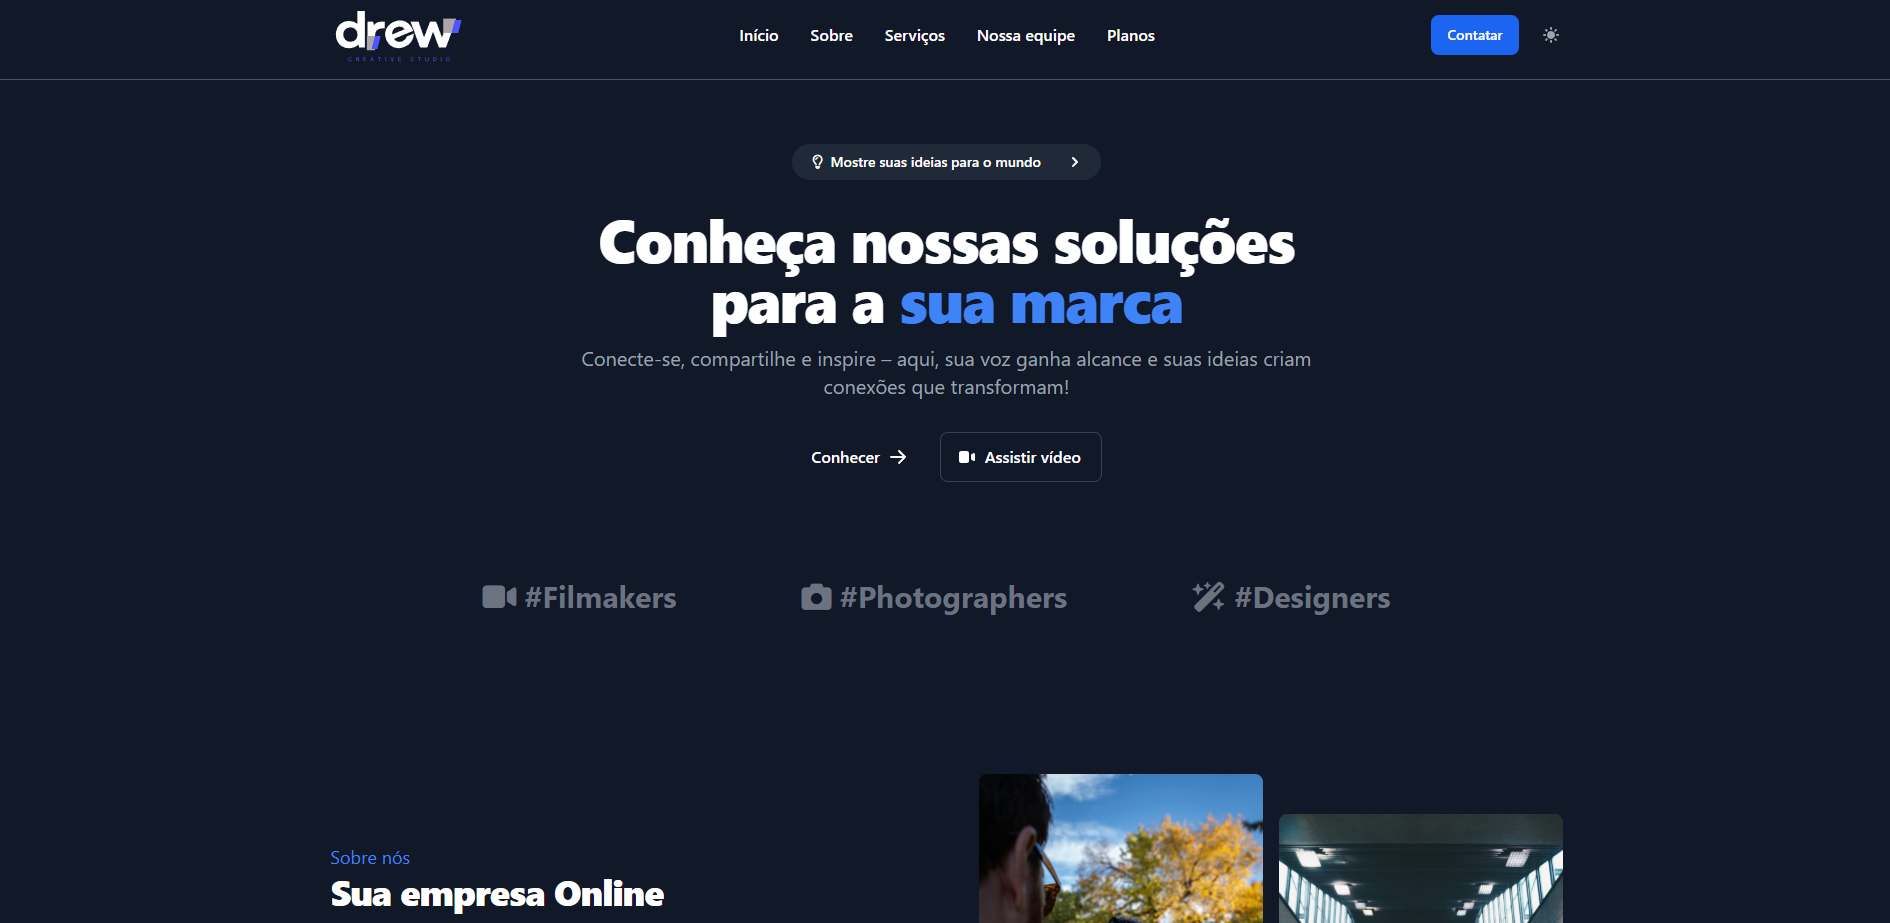 drew
CREATIVE STUDIO
Início
Sobre
Serviços
Nossa equipe
Planos
Contatar
Mostre suas ideias para o mundo
Conheça nossas soluções
para a sua marca
Conecte-se, compartilhe e inspire – aqui, sua voz ganha alcance e suas ideias criam
conexões que transformam!
Conhecer
Assistir vídeo
#Filmakers
#Photographers
#Designers
Sobre nós
Sua empresa Online